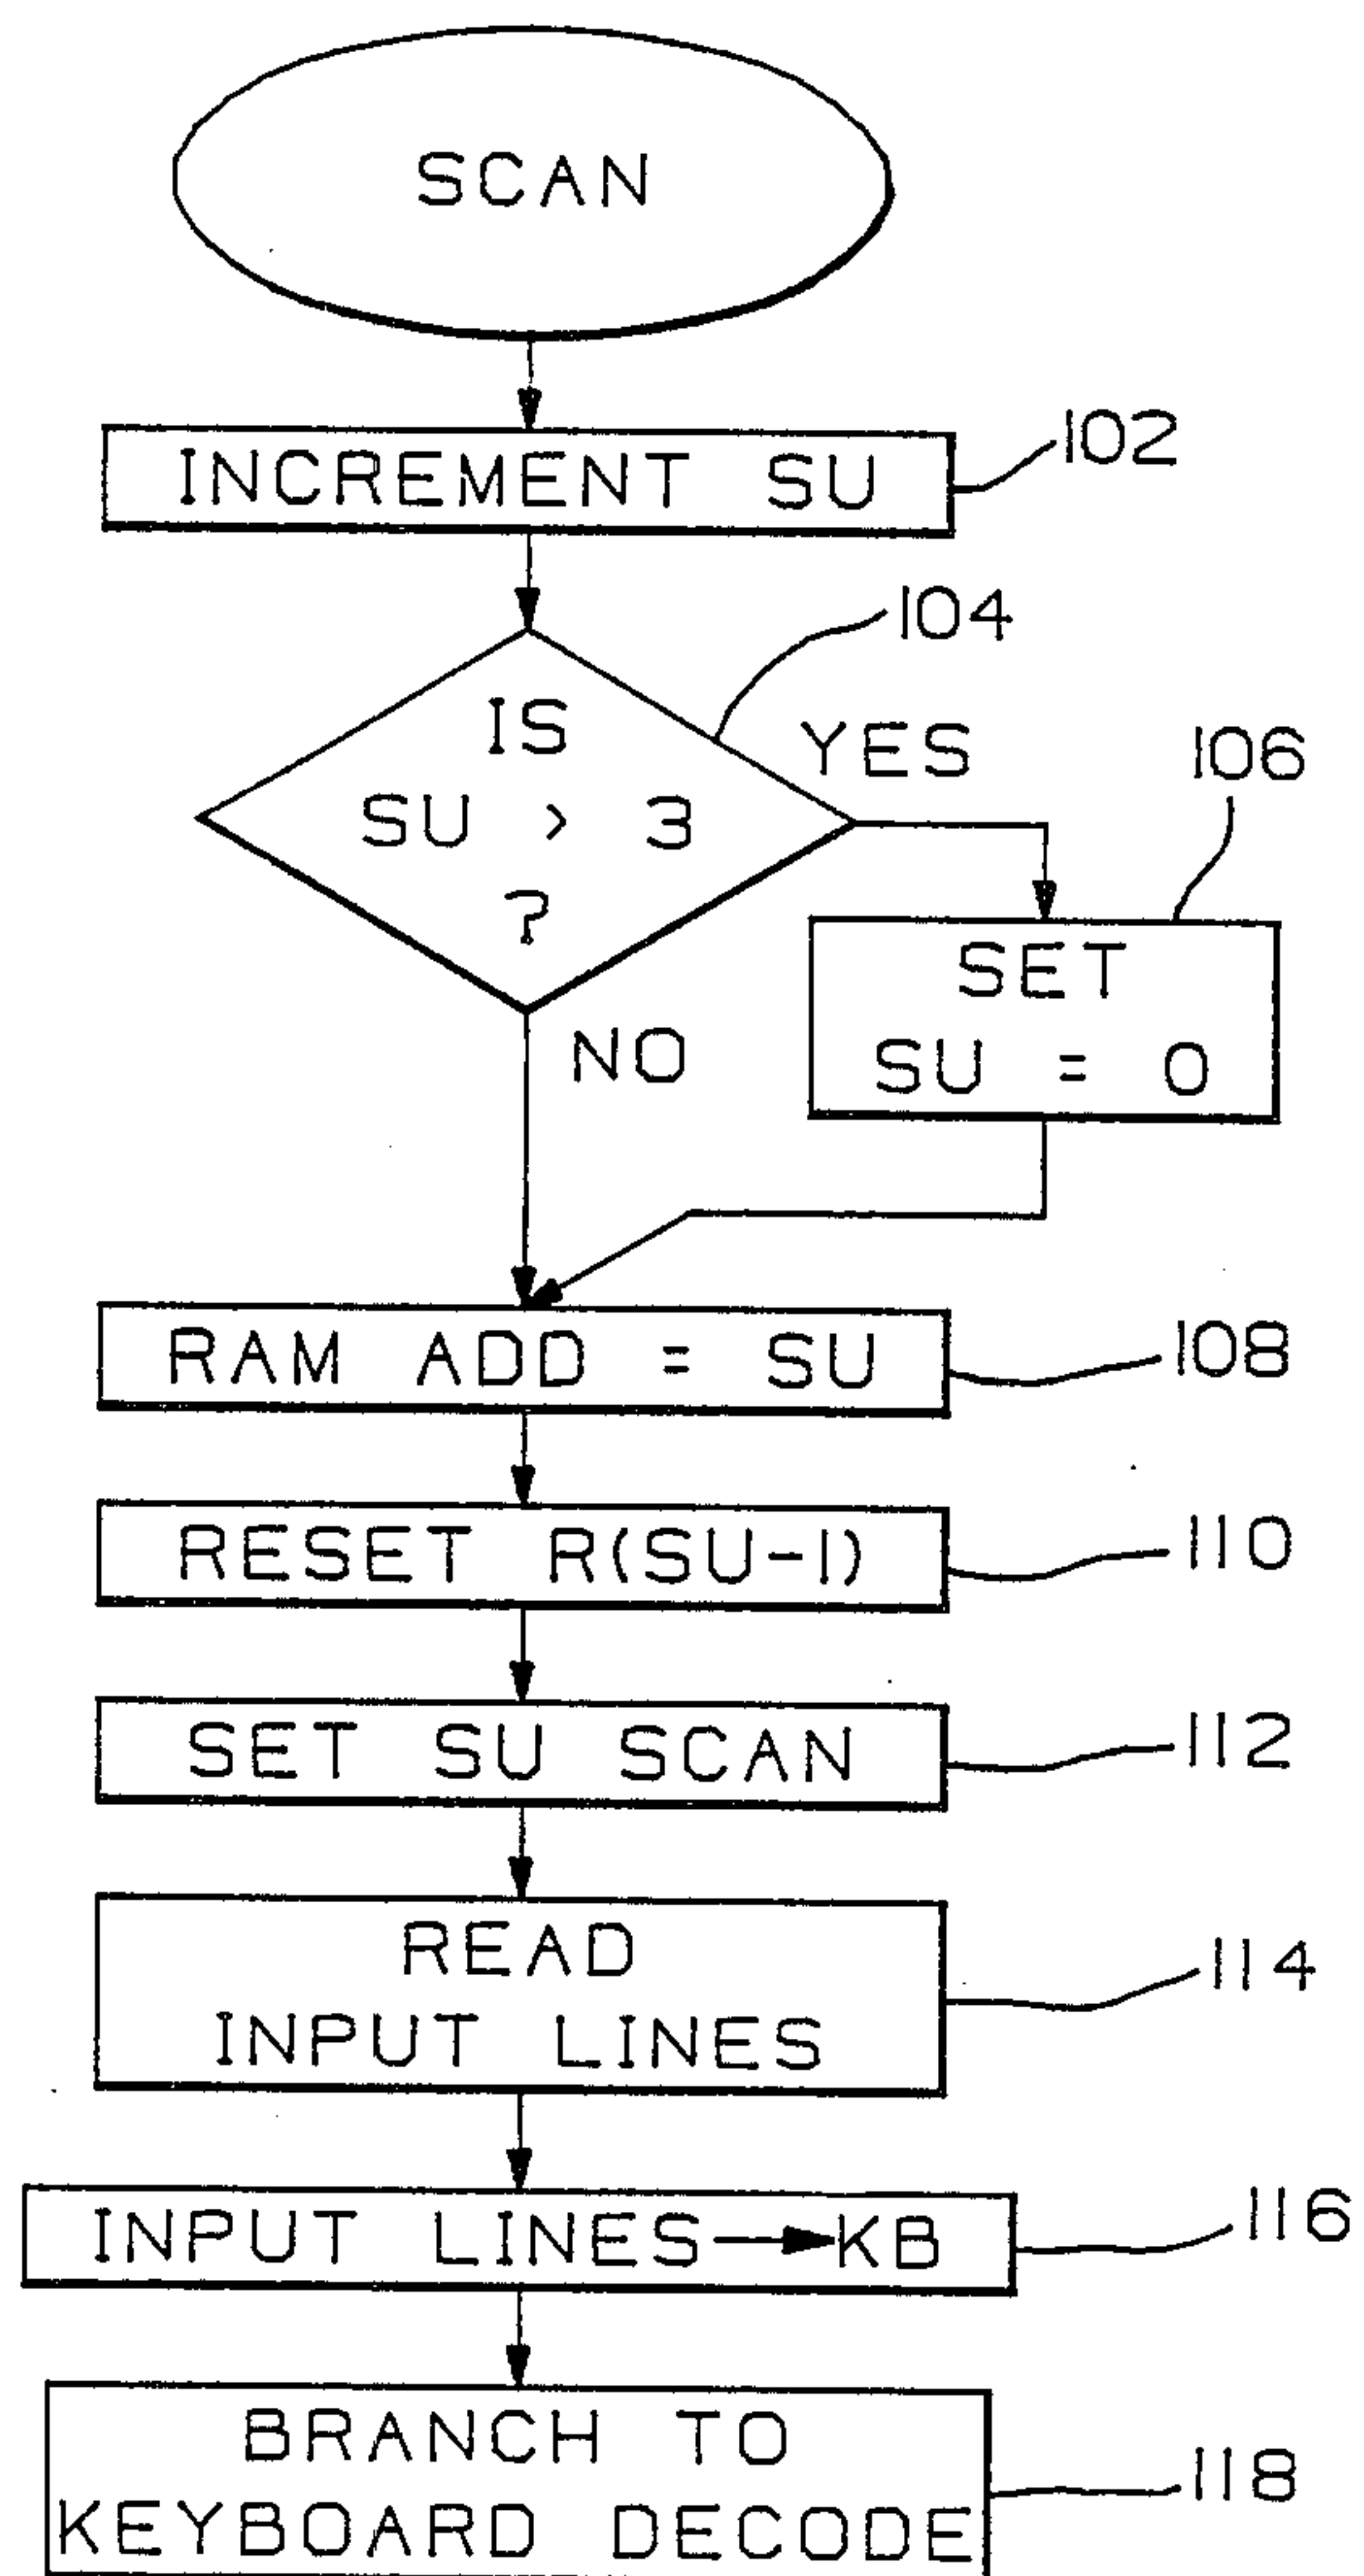 SCAN
INCREMENT SU
102
104
IS
SU > 3
?
YES
106
SET
SU = 0
NO
RAM ADD = SU
108
RESET R(SU-1)
110
SET SU SCAN
112
READ
INPUT LINES
114
INPUT LINES→KB
116
BRANCH TO
KEYBOARD DECODE
118